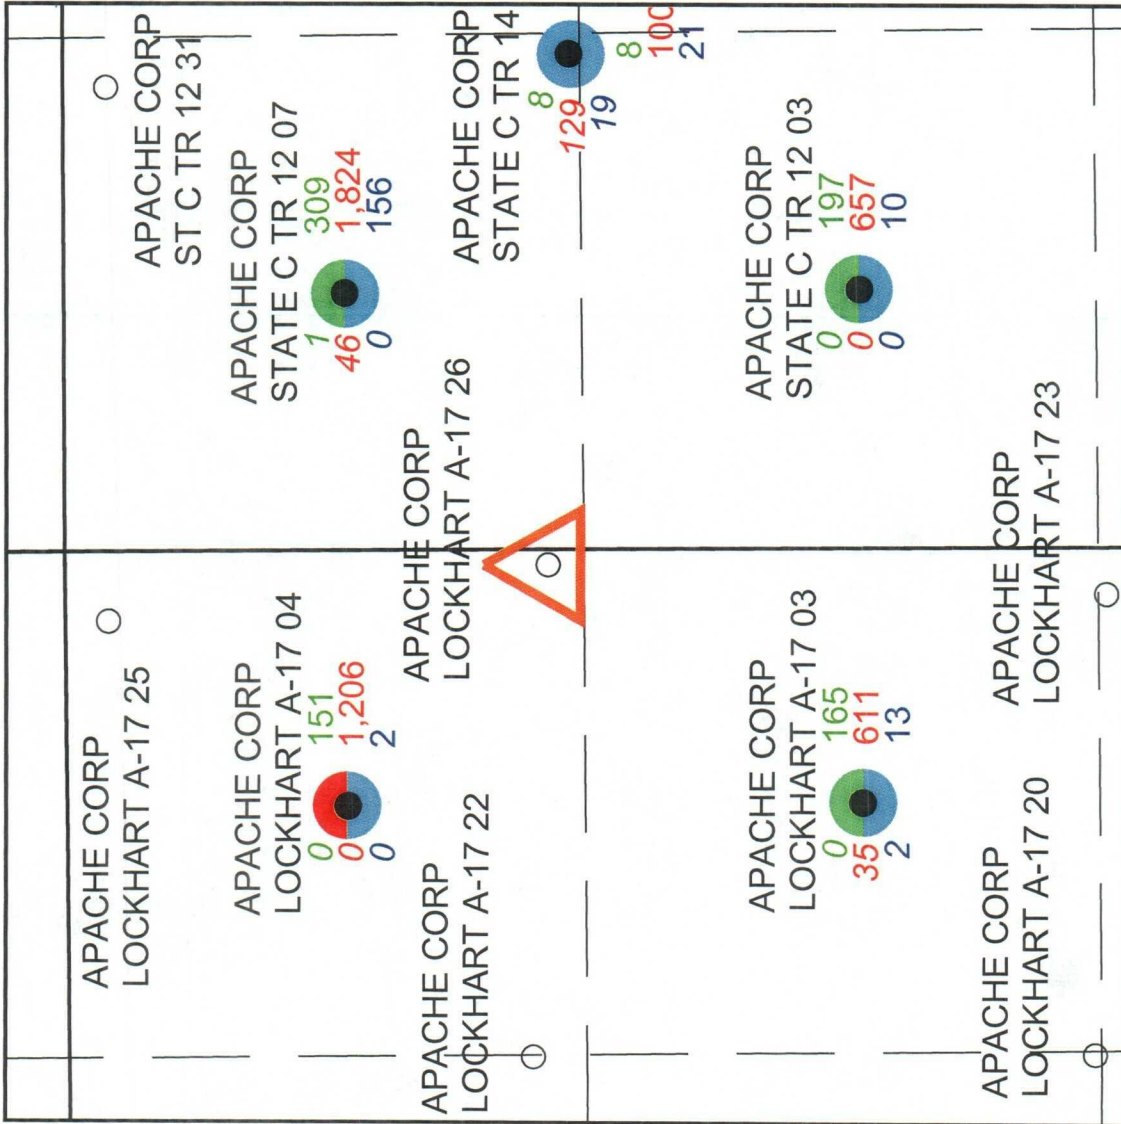 APACHE CORP
LOCKHART A-17 25
APACHE CORP
ST C TR 12 31
APACHE CORP
LOCKHART A-17 04
0 151
0 1,206
0 2
APACHE CORP
STATE C TR 12 07
1 309
46 1,824
0 156
APACHE CORP
LOCKHART A-17 22
APACHE CORP
LOCKHART A-17 26
APACHE CORP
STATE C TR 14
8
129
19
8
21
APACHE CORP
LOCKHART A-17 03
0 165
35 611
2 13
APACHE CORP
STATE C TR 12 03
0 197
0 657
0 10
APACHE CORP
LOCKHART A-17 20
APACHE CORP
LOCKHART A-17 23